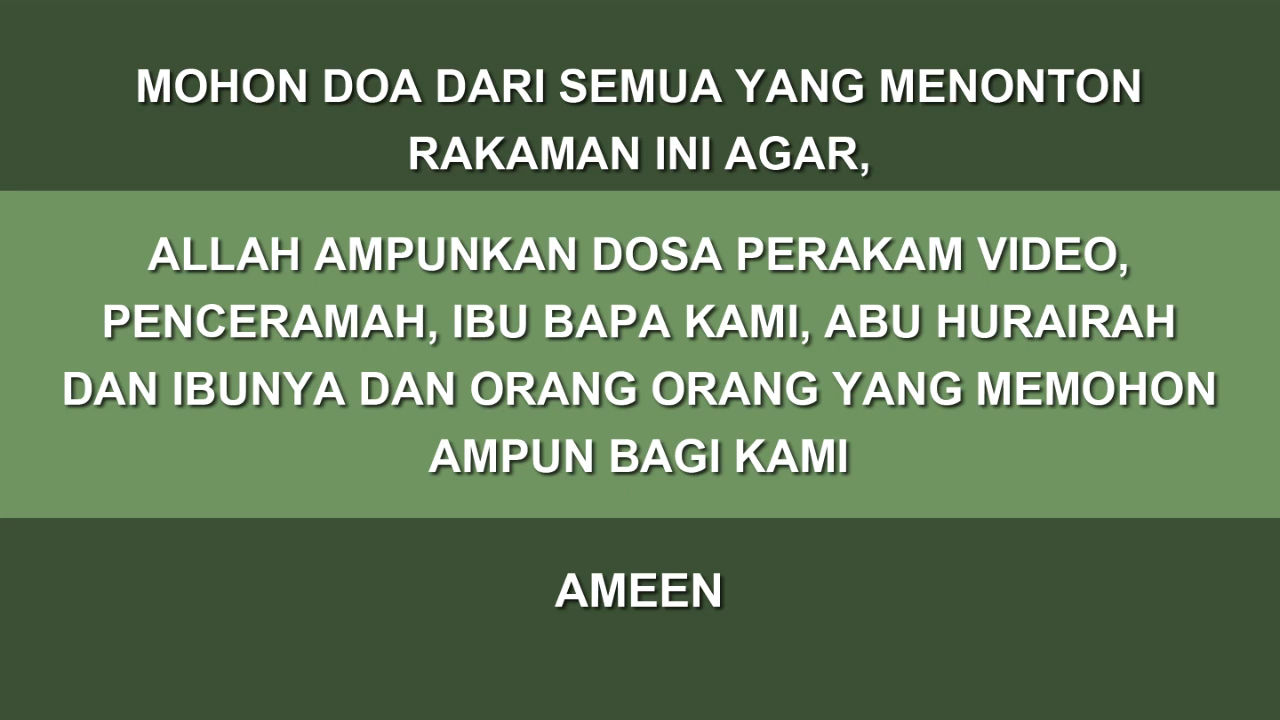 MOHON DOA DARI SEMUA YANG MENONTON
RAKAMAN INI AGAR,
ALLAH AMPUNKAN DOSA PERAKAM VIDEO,
PENCERAMAH, IBU BAPA KAMI, ABU HURAIRAH
DAN IBUNYA DAN ORANG ORANG YANG MEMOHON
AMPUN BAGI KAMI
AMEEN